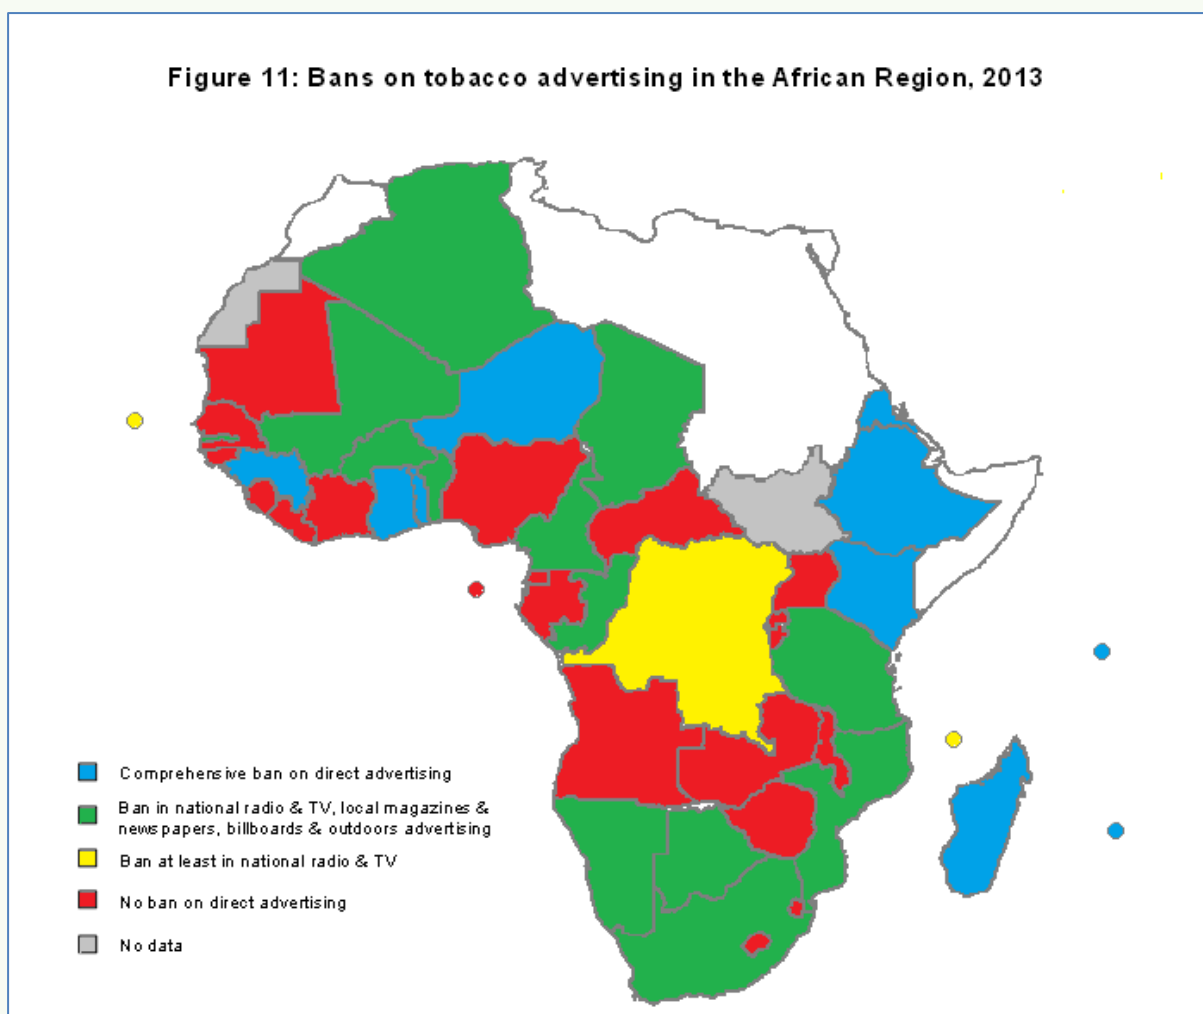 Figure 11: Bans on tobacco advertising in the African Region, 2013
Comprehensive ban on direct advertising
Ban in national radio & TV, local magazines &
newspapers, billboards & outdoors advertising
Ban at least in national radio & TV
No ban on direct advertising
No data